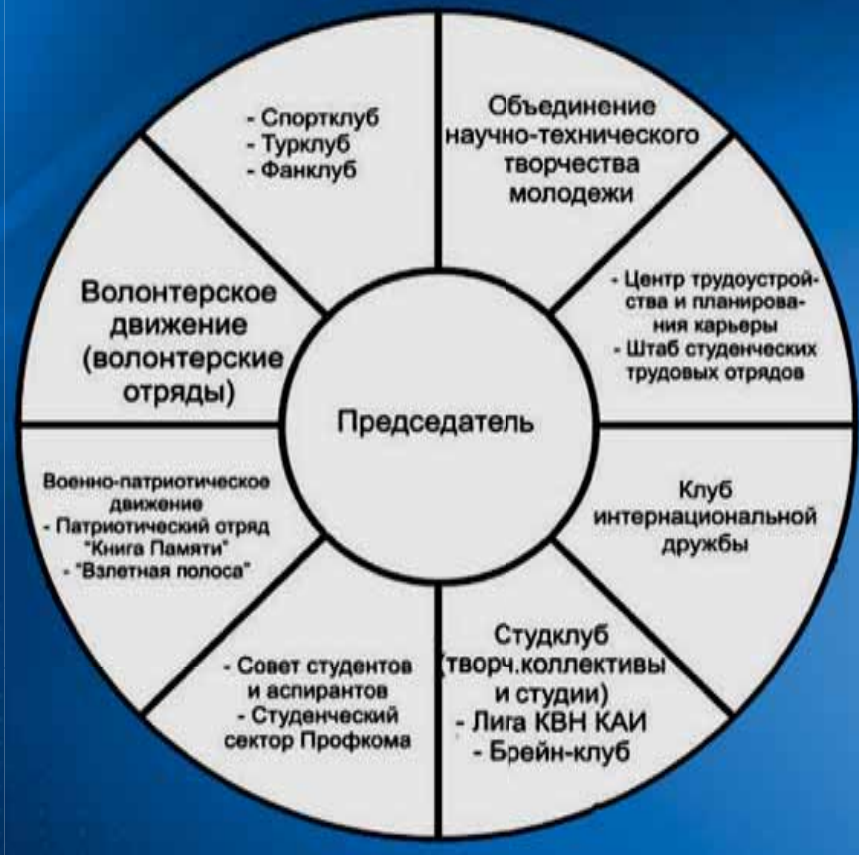 - Спортклуб
- Турклуб
- Фанклуб
Объединение
научно-технического
творчества
молодежи
- Центр трудоустрой-
ства и планирова-
ния карьеры
- Штаб студенческих
трудовых отрядов
Клуб
интернациональной
дружбы
Студклуб
(творч.коллективы
и студии)
- Лига КВН КАИ
- Брейн-клуб
- Совет студентов
и аспирантов
- Студенческий
сектор Профкома
Военно-патриотическое
движение
- Патриотический отряд
"Книга Памяти"
- "Взлетная полоса"
Волонтерское
движение
(волонтерские
отряды)
Председатель